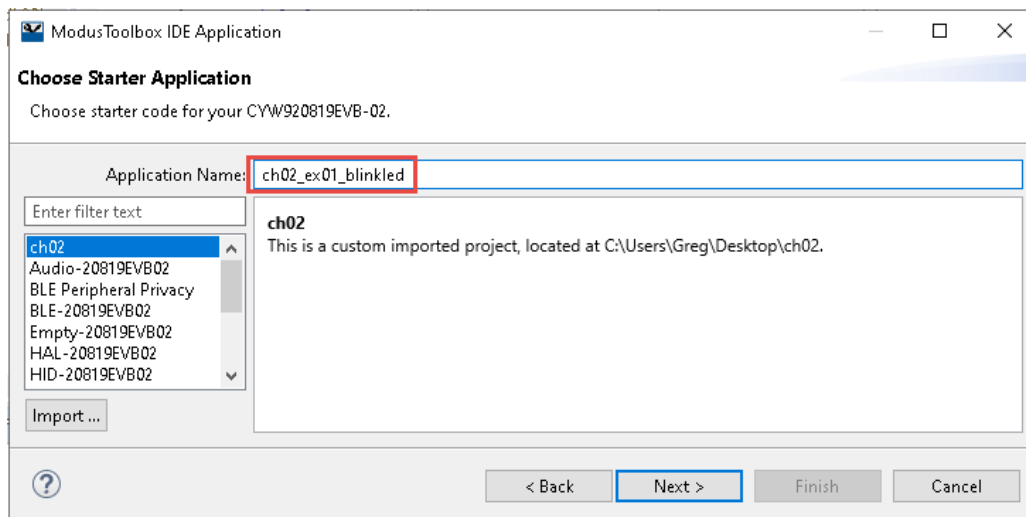 ModusToolbox IDE Application
Choose Starter Application
Choose starter code for your CYW920819EVB-02.
Application Name: ch02_ex01_blinkled
Enter filter text
ch02
Audio-20819EVB02
BLE Peripheral Privacy
BLE-20819EVB02
Empty-20819EVB02
HAL-20819EVB02
HID-20819EVB02
Import ...
ch02
This is a custom imported project, located at C:\Users\Greg\Desktop\ch02.
?
< Back
Next >
Finish
Cancel